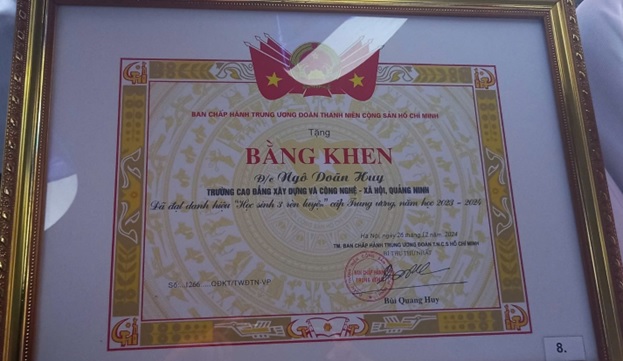 BAN CHẤP HÀNH TRUNG ƯƠNG ĐOÀN THANH NIÊN CỘNG SẢN HỒ CHÍ MINH
Tặng
BẰNG KHEN
Đ/c Ngô Doãn Huy
TRƯỜNG CAO ĐẲNG XÂY DỰNG VÀ CÔNG NGHỆ - XÃ HỘI, QUẢNG NINH
Đã đạt danh hiệu "Học sinh 3 rèn luyện" cấp Trung ương, năm học 2023 - 2024
Hà Nội, ngày 26 tháng 12 năm 2024
TM. BAN CHẤP HÀNH TRUNG ƯƠNG ĐOÀN T.N.C.S HỒ CHÍ MINH
BÍ THƯ THỨ NHẤT
Số: 1266 QĐKT/TWĐTN-VP
Bùi Quang Huy
8.